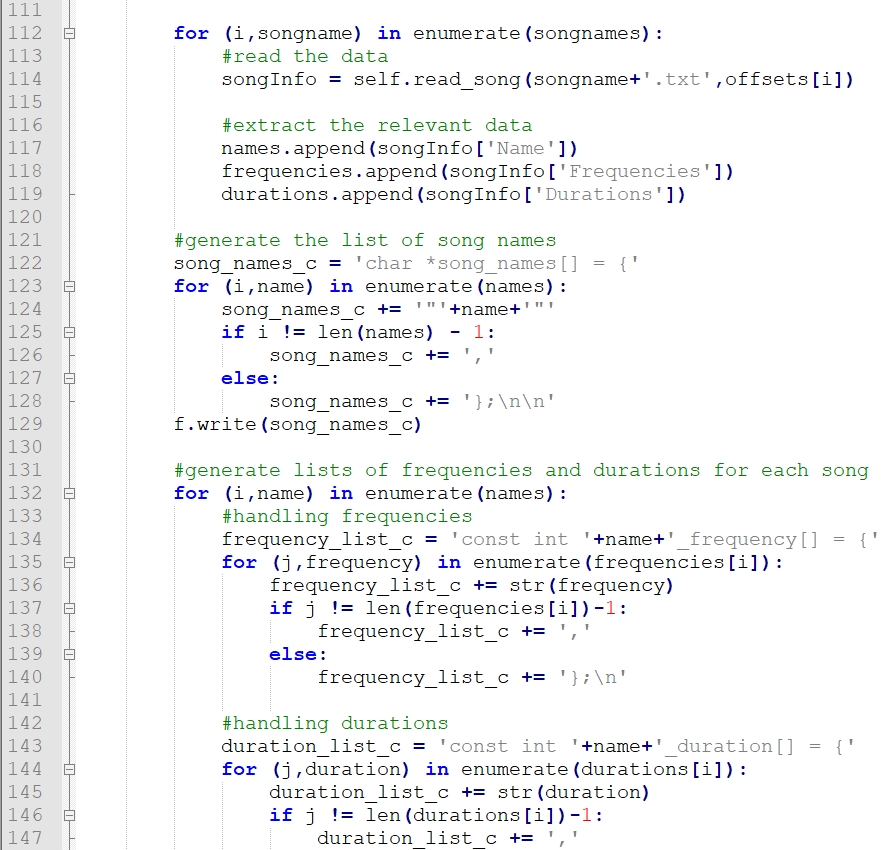 111
112 for (i,songname) in enumerate(songnames):
113 #read the data
114 songInfo = self.read_song(songname+'.txt',offsets[i])
115
116 #extract the relevant data
117 names.append(songInfo['Name'])
118 frequencies.append(songInfo['Frequencies'])
119 durations.append(songInfo['Durations'])
120
121 #generate the list of song names
122 song_names_c = 'char *song_names[] = {'
123 for (i,name) in enumerate(names):
124 song_names_c += '"'+name+'"'
125 if i != len(names) - 1:
126 song_names_c += ','
127 else:
128 song_names_c += '};\n\n'
129 f.write(song_names_c)
130
131 #generate lists of frequencies and durations for each song
132 for (i,name) in enumerate(names):
133 #handling frequencies
134 frequency_list_c = 'const int '+name+'_frequency[] = {'
135 for (j,frequency) in enumerate(frequencies[i]):
136 frequency_list_c += str(frequency)
137 if j != len(frequencies[i])-1:
138 frequency_list_c += ','
139 else:
140 frequency_list_c += '};\n'
141
142 #handling durations
143 duration_list_c = 'const int '+name+'_duration[] = {'
144 for (j,duration) in enumerate(durations[i]):
145 duration_list_c += str(duration)
146 if j != len(durations[i])-1:
147 duration_list_c += ','